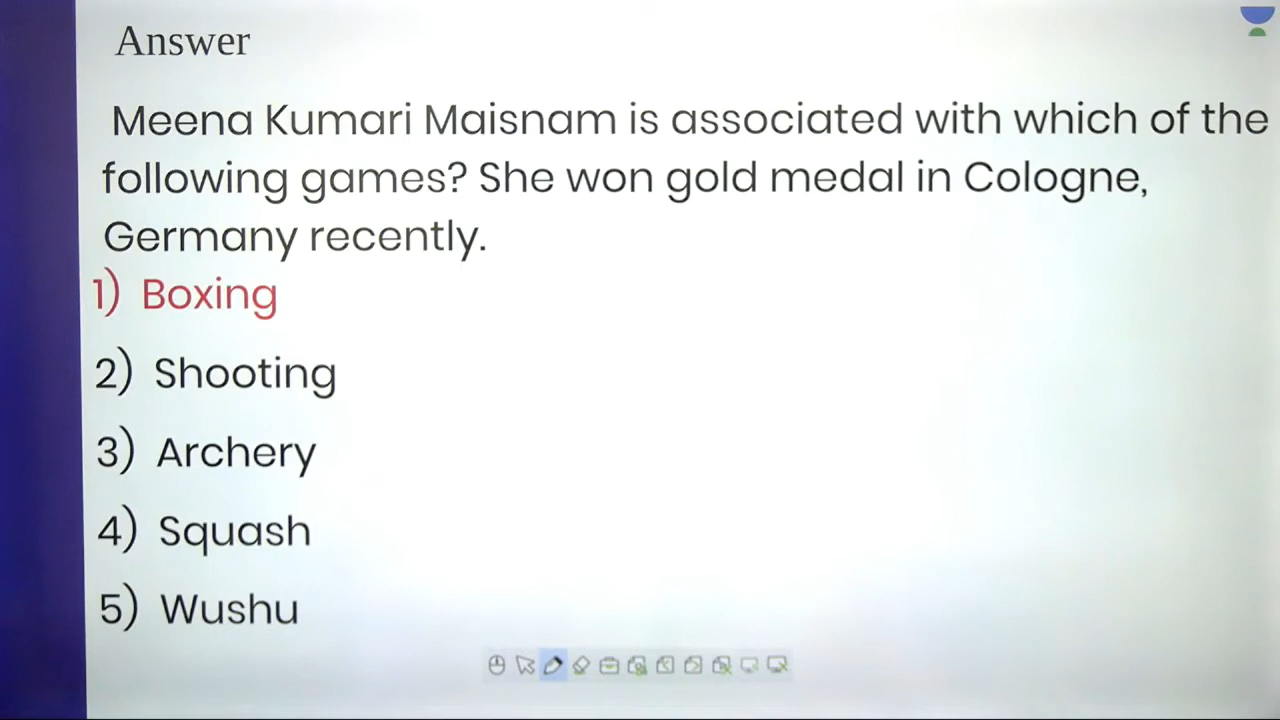 Answer
Meena Kumari Maisnam is associated with which of the
following games? She won gold medal in Cologne,
Germany recently.
1) Boxing
2) Shooting
3) Archery
4) Squash
5) Wushu